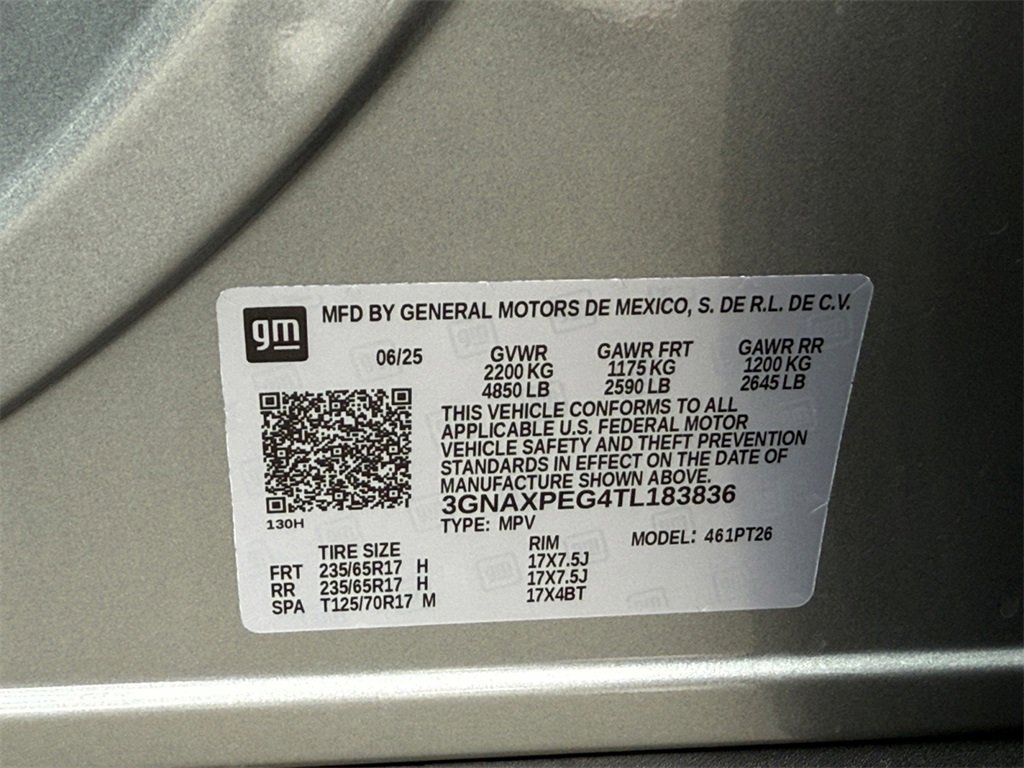 gm
MFD BY GENERAL MOTORS DE MEXICO, S. DE R.L. DE C.V.
06/25
GVWR GAWR FRT GAWR RR
2200 KG 1175 KG 1200 KG
4850 LB 2590 LB 2645 LB
THIS VEHICLE CONFORMS TO ALL
APPLICABLE U.S. FEDERAL MOTOR
VEHICLE SAFETY AND THEFT PREVENTION
STANDARDS IN EFFECT ON THE DATE OF
MANUFACTURE SHOWN ABOVE.
3GNAXPEG4TL183836
130H
TYPE: MPV MODEL: 461PT26
TIRE SIZE RIM
FRT 235/65R17 H 17X7.5J
RR 235/65R17 H 17X7.5J
SPA T125/70R17 M 17X4BT